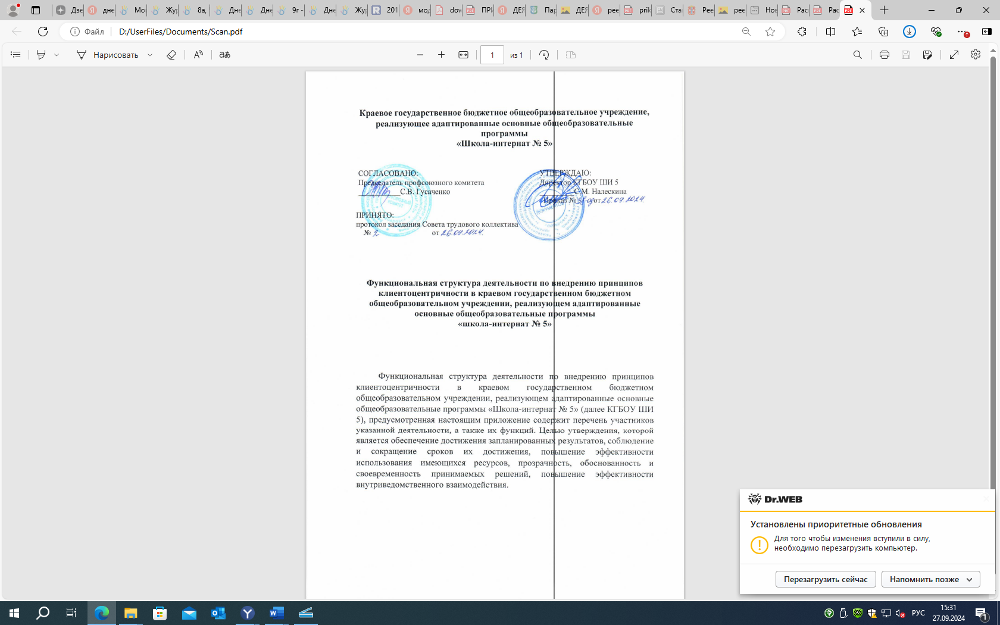 Дзе
дне
Мо
Жур
8а,
Дне
Дне
9г -
Дне
Жур
201
мод
dow
ПРИ
ДЕЯ
Пар
ДЕЯ
рее
prik
Ста
Рее
рее
Нов
Рас
Рас
Файл
D:/UserFiles/Documents/Scan.pdf
Нарисовать
1
из 1
Краевое государственное бюджетное общеобразовательное учреждение,
реализующее адаптированные основные общеобразовательные
программы
«Школа-интернат № 5»
СОГЛАСОВАНО:
Председатель профсоюзного комитета
С.В. Гусаченко
УТВЕРЖДАЮ:
Директор КГБОУ ШИ 5
С.М. Налескина
Приказ № от 26.09.2024.
ПРИНЯТО:
протокол заседания Совета трудового коллектива
№ 2 от 26.09.2024.
Функциональная структура деятельности по внедрению принципов
клиентоцентричности в краевом государственном бюджетном
общеобразовательном учреждении, реализующем адаптированные
основные общеобразовательные программы
«школа-интернат № 5»
Функциональная структура деятельности по внедрению принципов
клиентоцентричности в краевом государственном бюджетном
общеобразовательном учреждении, реализующем адаптированные основные
общеобразовательные программы «Школа-интернат № 5» (далее КГБОУ ШИ
5), предусмотренная настоящим приложение содержит перечень участников
указанной деятельности, а также их функций. Целью утверждения, которой
является обеспечение достижения запланированных результатов, соблюдение
и сокращение сроков их достижения, повышение эффективности
использования имеющихся ресурсов, прозрачность, обоснованность и
своевременность принимаемых решений, повышение эффективности
внутриведомственного взаимодействия.
Dr.WEB
Установлены приоритетные обновления
Для того чтобы изменения вступили в силу,
необходимо перезагрузить компьютер.
Перезагрузить сейчас
Напомнить позже
РУС
15:31
27.09.2024
1